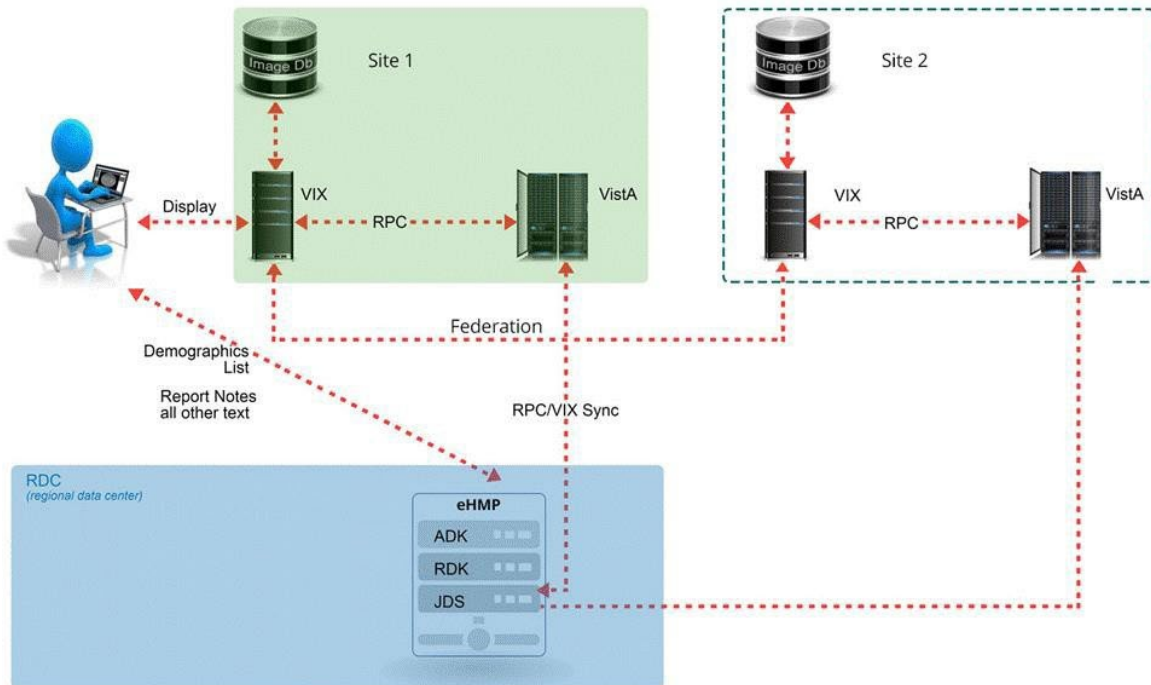 Image Db
Site 1
Image Db
Site 2
VIX
VistA
Display
RPC
VIX
VistA
RPC
Federation
Demographics
List
Report Notes
all other text
RPC/VIX Sync
RDC
(regional data center)
eHMP
ADK
RDK
JDS